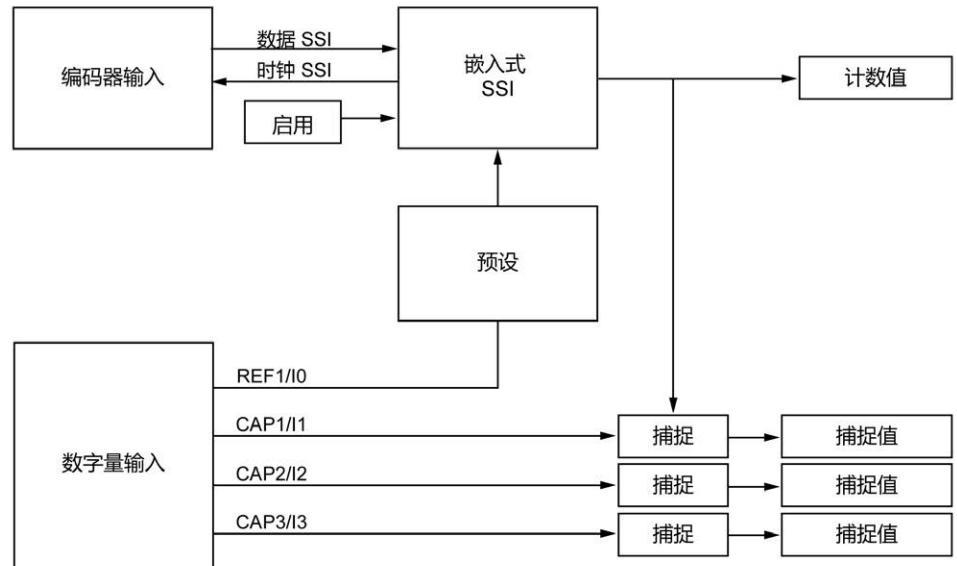 编码器输入
数据 SSI
时钟 SSI
启用
嵌入式
SSI
计数值
预设
数字量输入
REF1/I0
CAP1/I1
捕捉
捕捉值
CAP2/I2
捕捉
捕捉值
CAP3/I3
捕捉
捕捉值